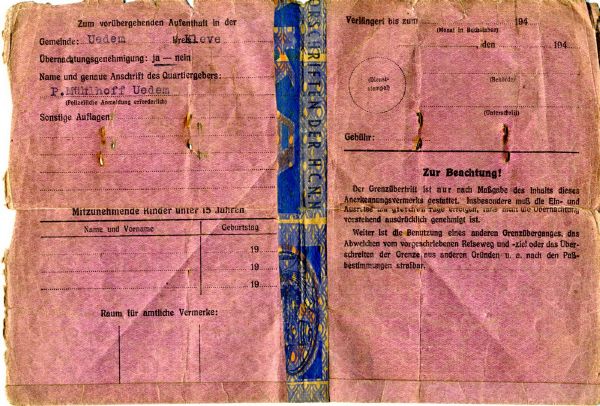 Zum vorübergehenden Aufenthalt in der
Gemeinde: Uedem Kreis Kleve
Übernachtungsgenehmigung: ja — nein
Name und genaue Anschrift des Quartiergebers:
P. Mühlhoff Uedem
(Polizeiliche Anmeldung erforderlich)
Sonstige Auflagen
Mitzunehmende Kinder unter 15 Jahren
Name und Vorname Geburtstag
19
19
19
Raum für amtliche Vermerke:
SCHRIFTEN DER
Verlängert bis zum 194
(Monat in Buchstaben)
, den 194
(Dienst-
stempel)
(Behörde)
(Unterschrift)
Gebühr:
Zur Beachtung!
Der Grenzübertritt ist nur nach Maßgabe des Inhalts dieses
Anerkennungsvermerks gestattet. Insbesondere muß die Ein- und
Ausreise am gleichen Tage erfolgen, falls nicht die Übernachtung
vorstehend ausdrücklich genehmigt ist.
Weiter ist die Benutzung eines anderen Grenzüberganges, das
Abweichen vom vorgeschriebenen Reiseweg und -ziel oder das Über-
schreiten der Grenze aus anderen Gründen u. a. nach den Paß-
bestimmungen strafbar.